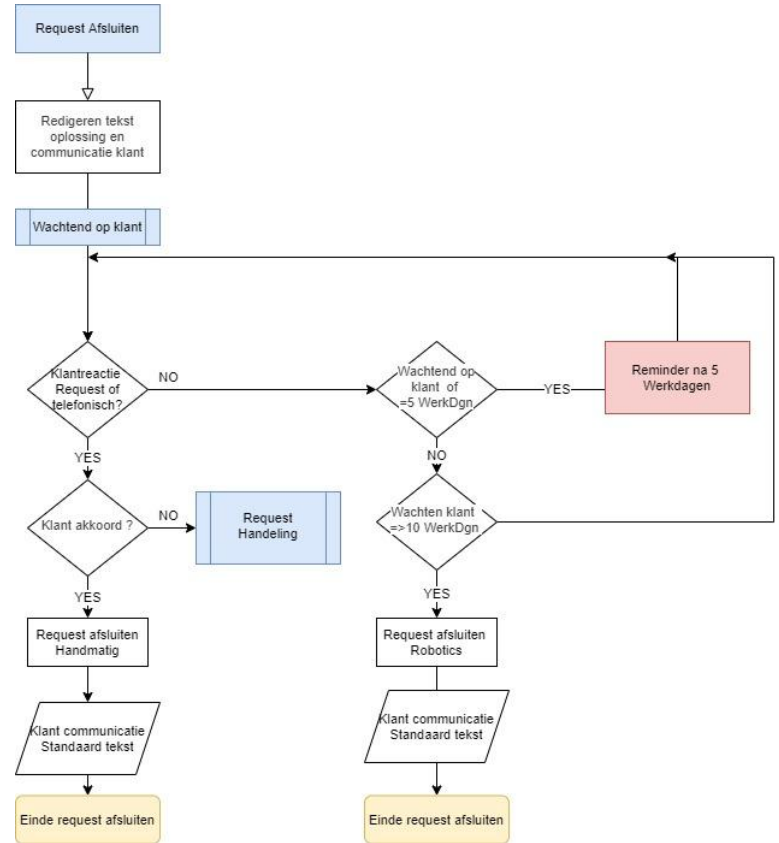 Request Afsluiten
Redigeren tekst
oplossing en
communicatie klant
Wachtend op klant
Klantreactie
Request of
telefonisch?
NO
Wachtend op
klant of
=5 WerkDgn
YES
Reminder na 5
Werkdagen
YES
NO
Klant akkoord ?
NO
Request
Handeling
Wachten klant
=>10 WerkDgn
YES
YES
Request afsluiten
Handmatig
Request afsluiten
Robotics
Klant communicatie
Standaard tekst
Klant communicatie
Standaard tekst
Einde request afsluiten
Einde request afsluiten